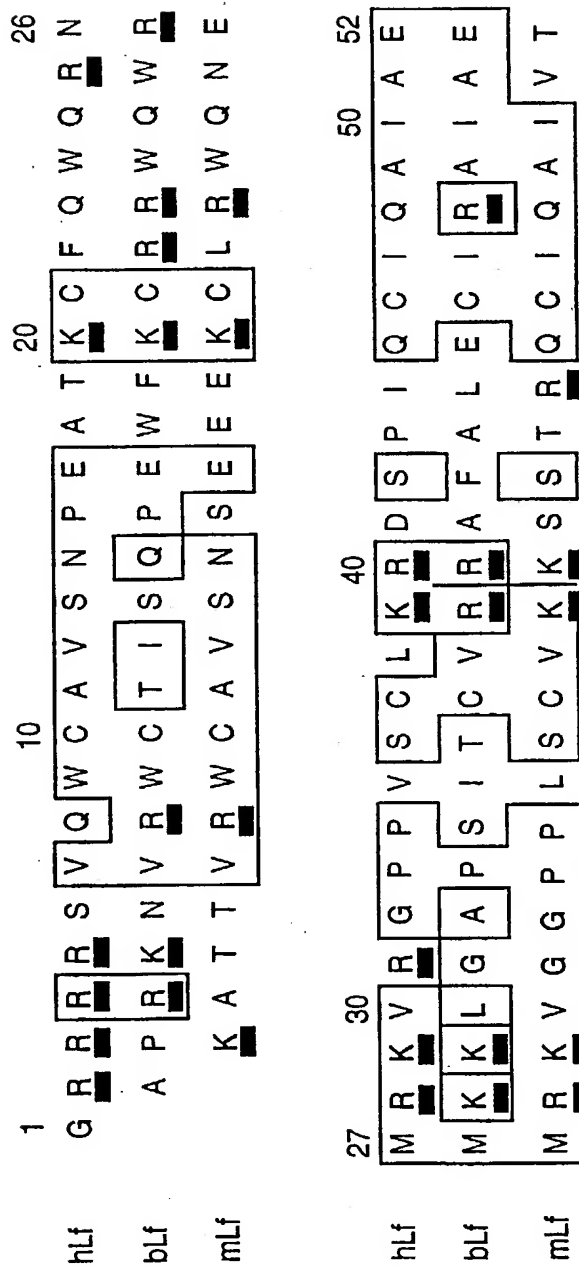 1 10 20 26
hLf G R R R R S V Q W C A V S N P E A T K C F Q W Q R N
bLf A P R K N V R W C T I S Q P E W F K C R R W Q W R
mLf K A T T V R W C A V S N S E E E K C L R W Q N E
27 30 40 50 52
hLf M R K V R G P P V S C L K R D S P I Q C I Q A I A E
bLf M K K L G A P S I T C V R R A F A L E C I R A I A E
mLf M R K V G G P P L S C V K K S S T R Q C I Q A I V T